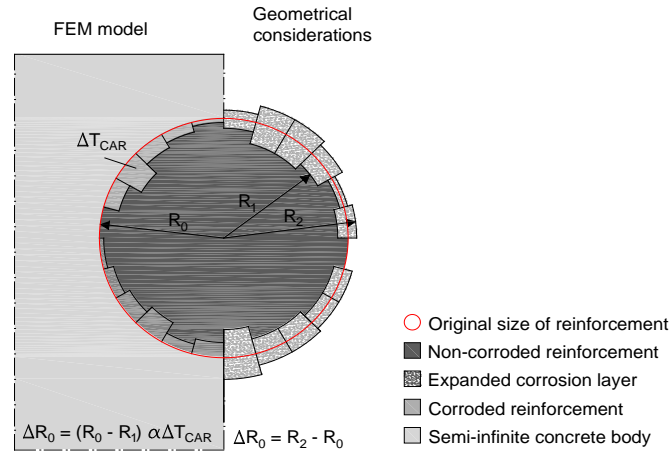 FEM model
Geometrical
considerations
ΔT_CAR
R_1
R_0
R_2
Original size of reinforcement
Non-corroded reinforcement
Expanded corrosion layer
Corroded reinforcement
Semi-infinite concrete body
ΔR_0 = (R_0 - R_1) αΔT_CAR
ΔR_0 = R_2 - R_0